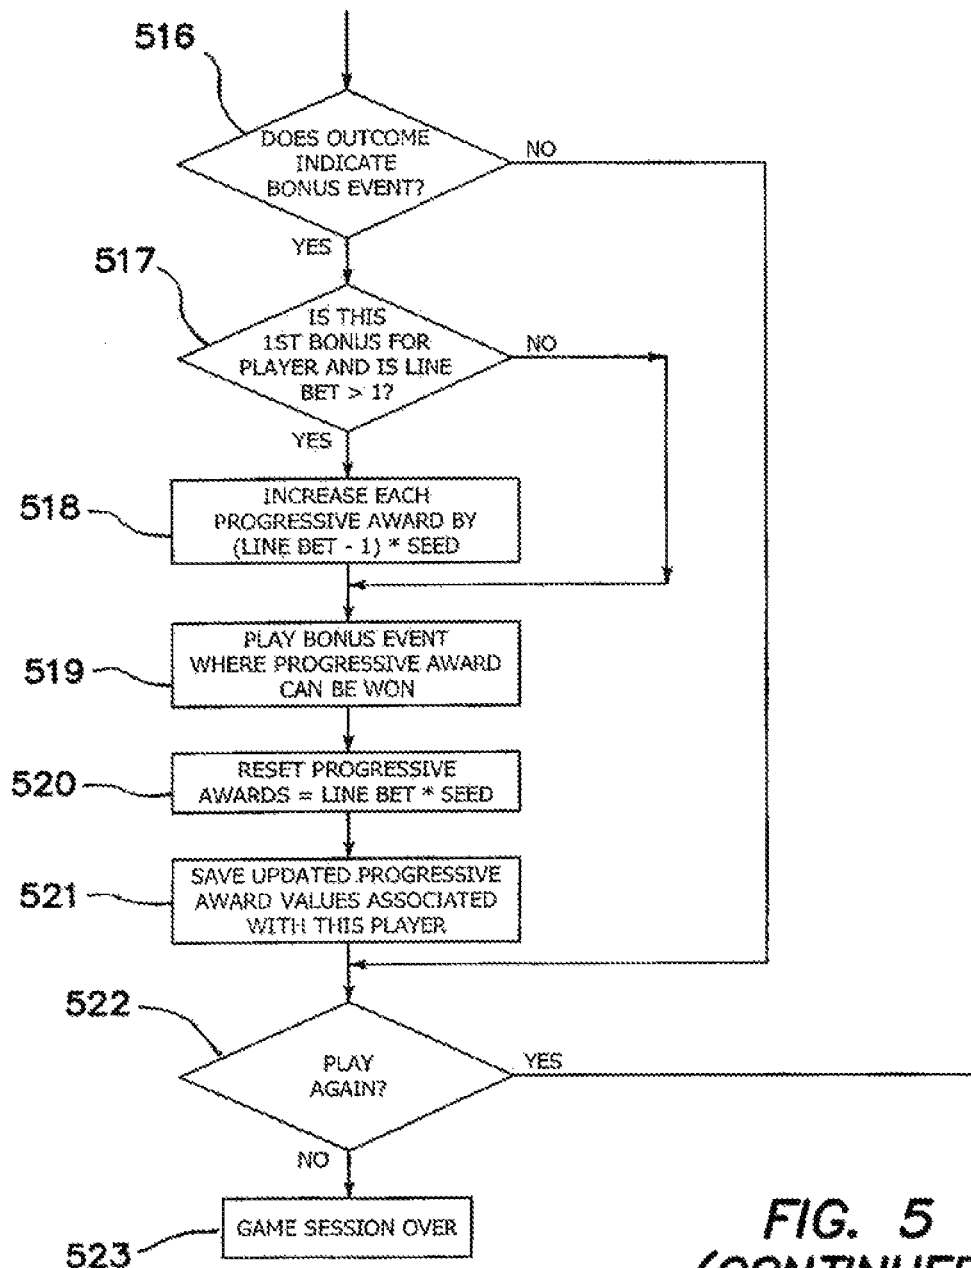 516
DOES OUTCOME
INDICATE
BONUS EVENT?
NO
YES
517
IS THIS
1ST BONUS FOR
PLAYER AND IS LINE
BET > 1?
NO
YES
518
INCREASE EACH
PROGRESSIVE AWARD BY
(LINE BET - 1) * SEED
519
PLAY BONUS EVENT
WHERE PROGRESSIVE AWARD
CAN BE WON
520
RESET PROGRESSIVE
AWARDS = LINE BET * SEED
521
SAVE UPDATED PROGRESSIVE
AWARD VALUES ASSOCIATED
WITH THIS PLAYER
522
PLAY
AGAIN?
YES
NO
523
GAME SESSION OVER
FIG. 5